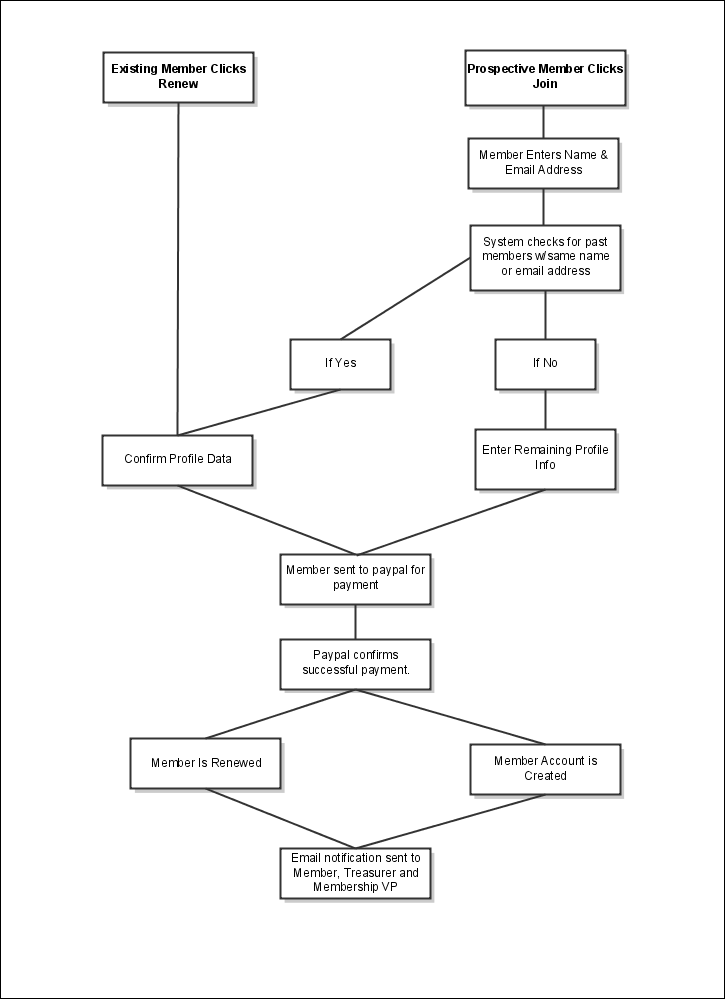 Existing Member Clicks
Renew
Prospective Member Clicks
Join
Member Enters Name &
Email Address
System checks for past
members w/same name
or email address
If Yes
If No
Confirm Profile Data
Enter Remaining Profile
Info
Member sent to paypal for
payment
Paypal confirms
successful payment.
Member Is Renewed
Member Account is
Created
Email notification sent to
Member, Treasurer and
Membership VP